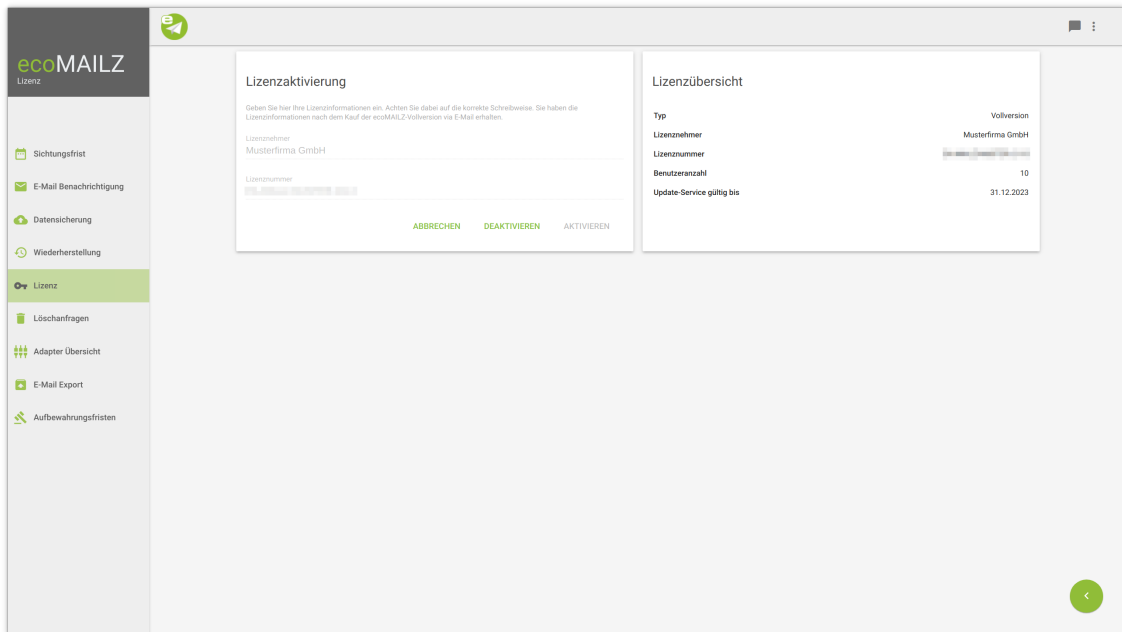 ecoMAILZ
Lizenz
Sichtungsfrist
E-Mail Benachrichtigung
Datensicherung
Wiederherstellung
Lizenz
Löschanfragen
Adapter Übersicht
E-Mail Export
Aufbewahrungsfristen
Lizenzaktivierung
Geben Sie hier Ihre Lizenzinformationen ein. Achten Sie dabei auf die korrekte Schreibweise. Sie haben die
Lizenzinformationen nach dem Kauf der ecoMAILZ-Vollversion via E-Mail erhalten.
Lizenznehmer
Musterfirma GmbH
Lizenznummer
ABBRECHEN DEAKTIVIEREN AKTIVIEREN
Lizenzübersicht
Typ Vollversion
Lizenznehmer Musterfirma GmbH
Lizenznummer
Benutzeranzahl 10
Update-Service gültig bis 31.12.2023